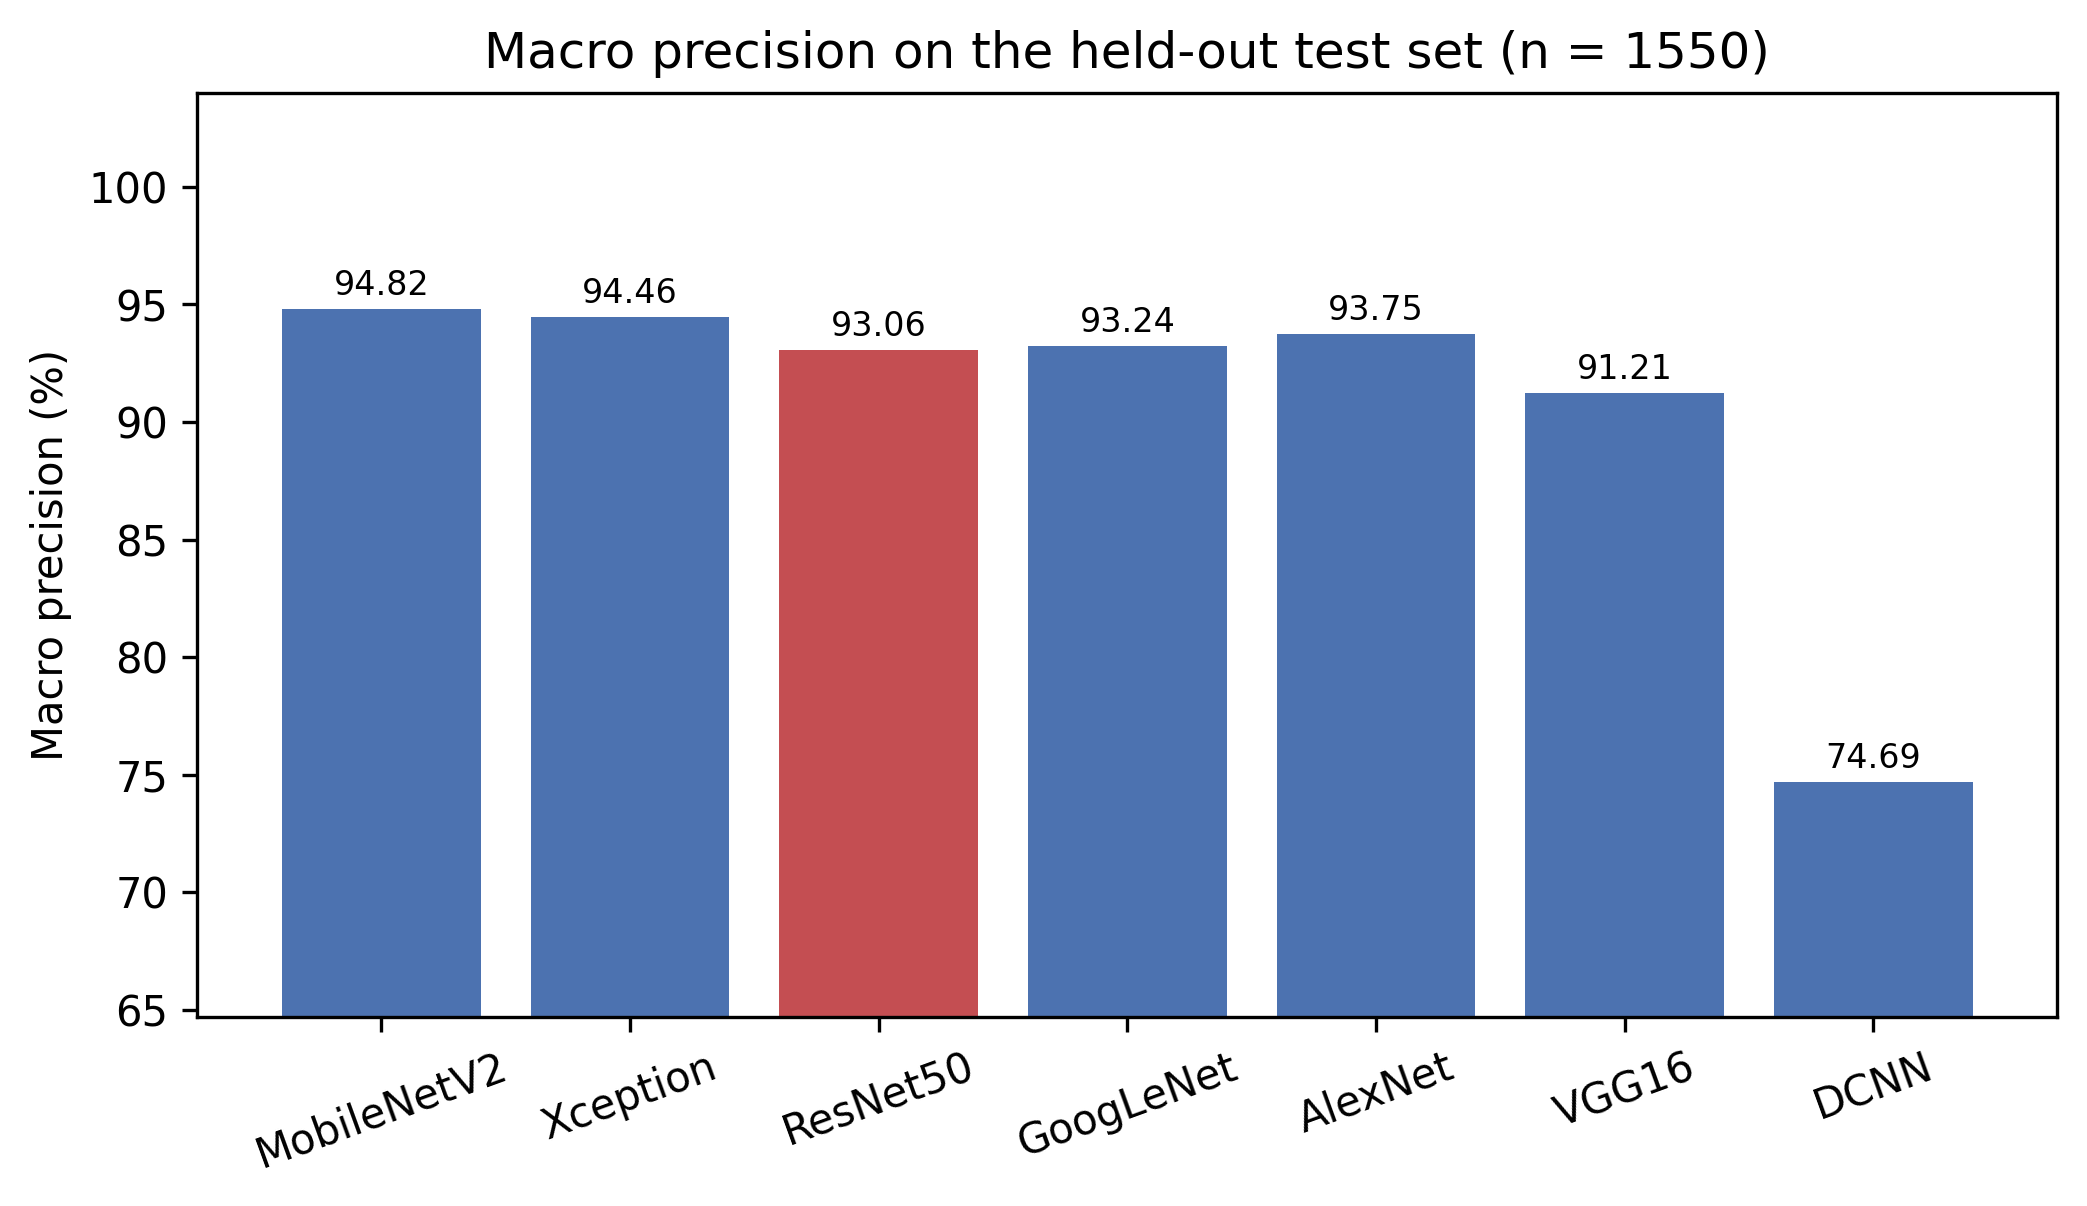 Macro precision on the held-out test set (n = 1550)
Macro precision (%)
100
95
90
85
80
75
70
65
94.82
94.46
93.06
93.24
93.75
91.21
74.69
MobileNetV2
Xception
ResNet50
GoogLeNet
AlexNet
VGG16
DCNN